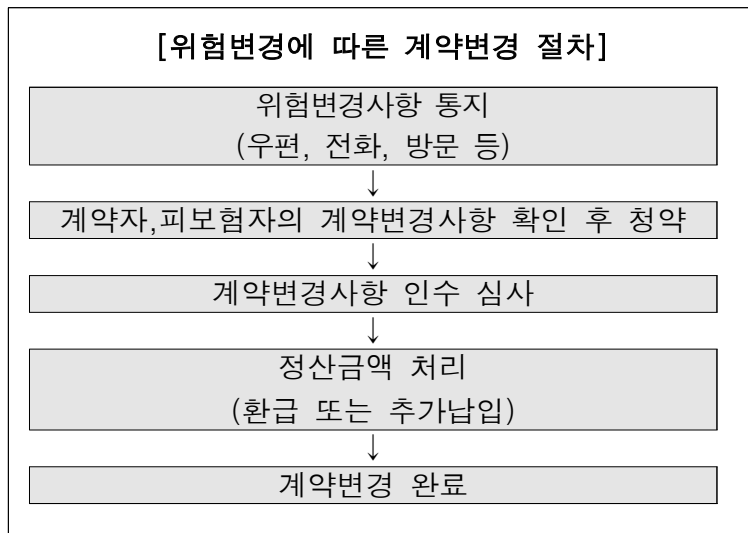 [위험변경에 따른 계약변경 절차]
위험변경사항 통지
(우편, 전화, 방문 등)
↓
계약자,피보험자의 계약변경사항 확인 후 청약
↓
계약변경사항 인수 심사
↓
정산금액 처리
(환급 또는 추가납입)
↓
계약변경 완료